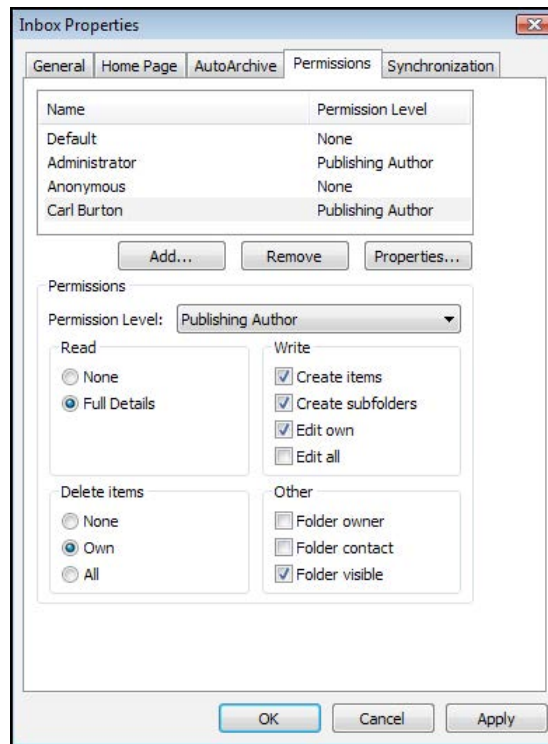 Inbox Properties
General Home Page AutoArchive Permissions Synchronization
Name Permission Level
Default None
Administrator Publishing Author
Anonymous None
Carl Burton Publishing Author
Add... Remove Properties...
Permissions
Permission Level: Publishing Author
Read Write
None Create items
Full Details Create subfolders
Edit own
Edit all
Delete items Other
None Folder owner
Own Folder contact
All Folder visible
OK Cancel Apply